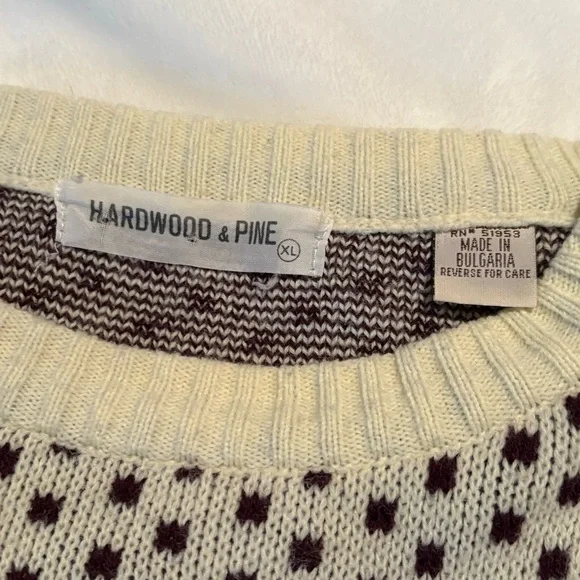 HARDWOOD & PINE
XL
RN# 51953
MADE IN
BULGARIA
REVERSE FOR CARE